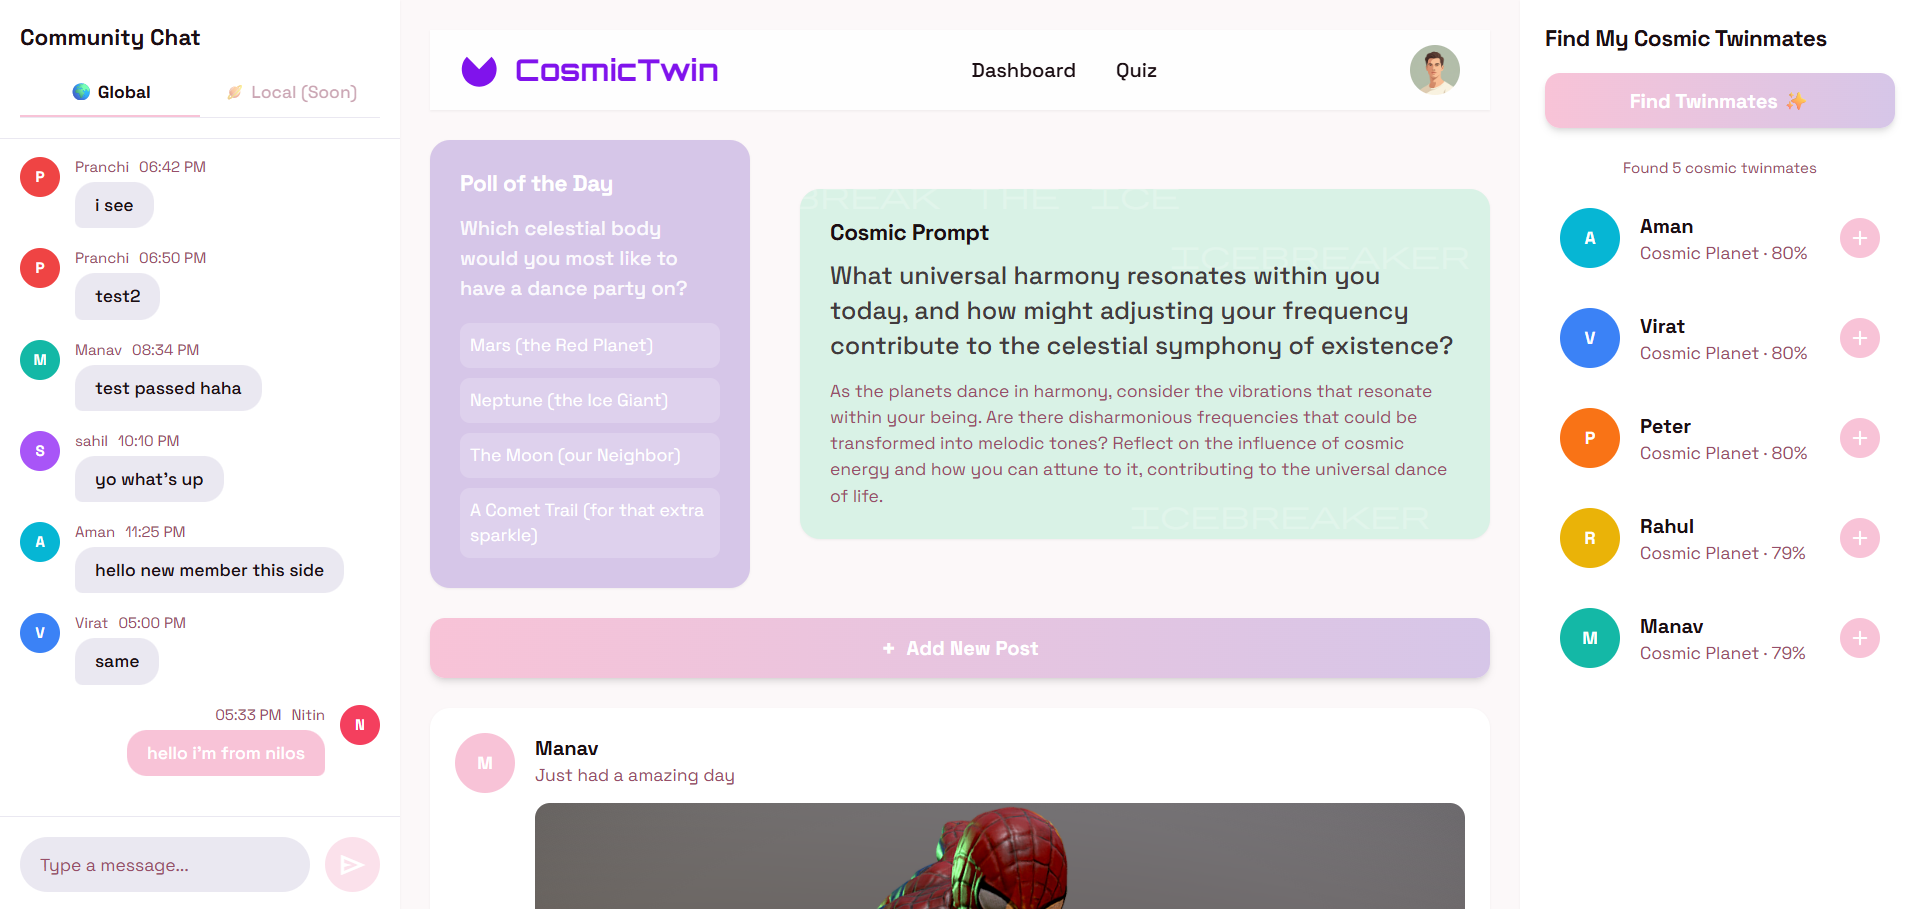 Community Chat
🌍 Global
🪐 Local (Soon)
P
Pranchi 06:42 PM
i see
P
Pranchi 06:50 PM
test2
M
Manav 08:34 PM
test passed haha
S
sahil 10:10 PM
yo what's up
A
Aman 11:25 PM
hello new member this side
V
Virat 05:00 PM
same
05:33 PM Nitin
N
hello i'm from nilos
Type a message...
CosmicTwin
Dashboard
Quiz
Poll of the Day
Which celestial body
would you most like to
have a dance party on?
Mars (the Red Planet)
Neptune (the Ice Giant)
The Moon (our Neighbor)
A Comet Trail (for that extra
sparkle)
BREAK THE ICE
Cosmic Prompt
ICEBREAKER
What universal harmony resonates within you
today, and how might adjusting your frequency
contribute to the celestial symphony of existence?
As the planets dance in harmony, consider the vibrations that resonate
within your being. Are there disharmonious frequencies that could be
transformed into melodic tones? Reflect on the influence of cosmic
energy and how you can attune to it, contributing to the universal dance
of life.
ICEBREAKER
+ Add New Post
M
Manav
Just had a amazing day
Find My Cosmic Twinmates
Find Twinmates ✨
Found 5 cosmic twinmates
A
Aman
Cosmic Planet · 80%
+
V
Virat
Cosmic Planet · 80%
+
P
Peter
Cosmic Planet · 80%
+
R
Rahul
Cosmic Planet · 79%
+
M
Manav
Cosmic Planet · 79%
+